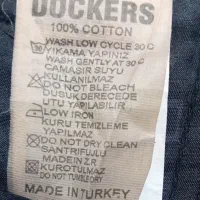 DOCKERS
100% COTTON
WASH LOW CYCLE 30 C
YIKAMA YAPINIZ
WASH GENTLY AT 30 C
ÇAMAŞIR SUYU
KULLANILMAZ
DO NOT BLEACH
DUSUK DERECEDE
UTU YAPILABILIR
LOW IRON
KURU TEMIZLEME
YAPILMAZ
DO NOT DRY CLEAN
SANTRIFUJLU
MADE IN
KUROTULMAZ
DO NOT TUMBLE DRY
MADE IN TURKEY